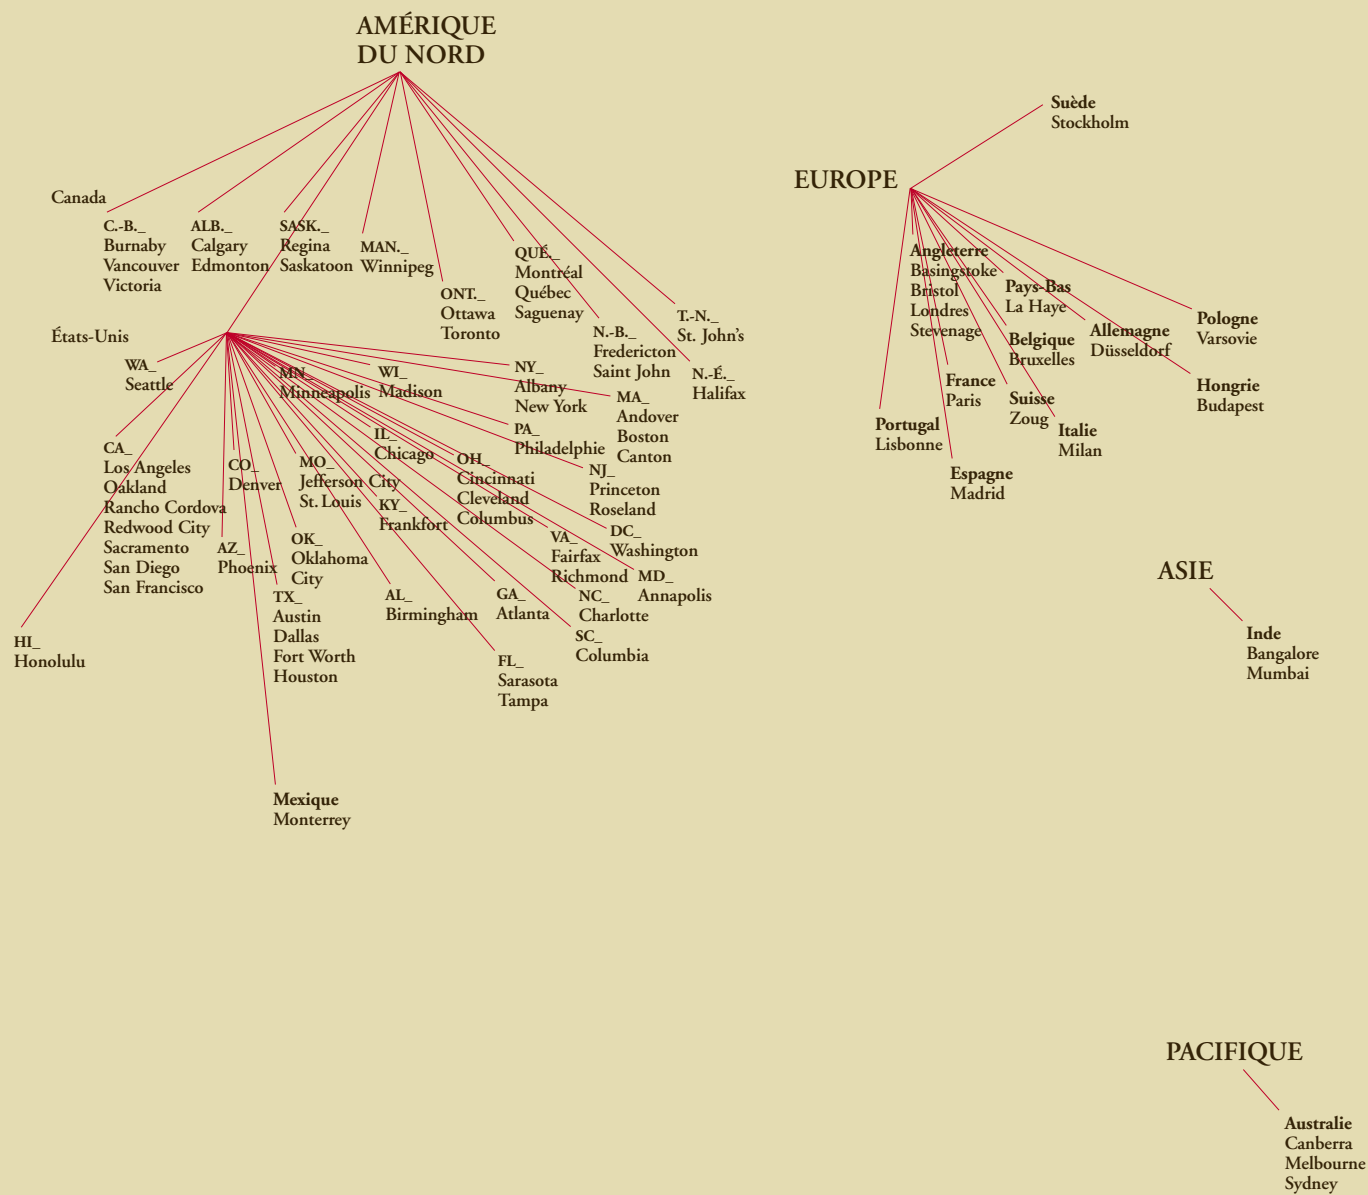 AMÉRIQUE
DU NORD
Canada
C.-B._
Burnaby
Vancouver
Victoria
ALB._
Calgary
Edmonton
SASK._
Regina
Saskatoon
MAN._
Winnipeg
ONT._
Ottawa
Toronto
QUÉ._
Montréal
Québec
Saguenay
N.-B._
Fredericton
Saint John
T.-N._
St. John's
N.-É._
Halifax
États-Unis
WA_
Seattle
MN_
Minneapolis
WI_
Madison
NY_
Albany
New York
MA_
Andover
Boston
Canton
PA_
Philadelphie
NJ_
Princeton
Roseland
CA_
Los Angeles
Oakland
Rancho Cordova
Redwood City
Sacramento
San Diego
San Francisco
CO_
Denver
MO_
Jefferson City
St. Louis
IL_
Chicago
OH_
Cincinnati
Cleveland
Columbus
KY_
Frankfort
VA_
Fairfax
Richmond
DC_
Washington
MD_
Annapolis
AZ_
Phoenix
OK_
Oklahoma
City
TX_
Austin
Dallas
Fort Worth
Houston
AL_
Birmingham
GA_
Atlanta
NC_
Charlotte
SC_
Columbia
FL_
Sarasota
Tampa
HI_
Honolulu
Mexique
Monterrey
EUROPE
Suède
Stockholm
Angleterre
Basingstoke
Bristol
Londres
Stevenage
Pays-Bas
La Haye
Belgique
Bruxelles
Allemagne
Düsseldorf
Pologne
Varsovie
Hongrie
Budapest
France
Paris
Suisse
Zoug
Italie
Milan
Portugal
Lisbonne
Espagne
Madrid
ASIE
Inde
Bangalore
Mumbai
PACIFIQUE
Australie
Canberra
Melbourne
Sydney